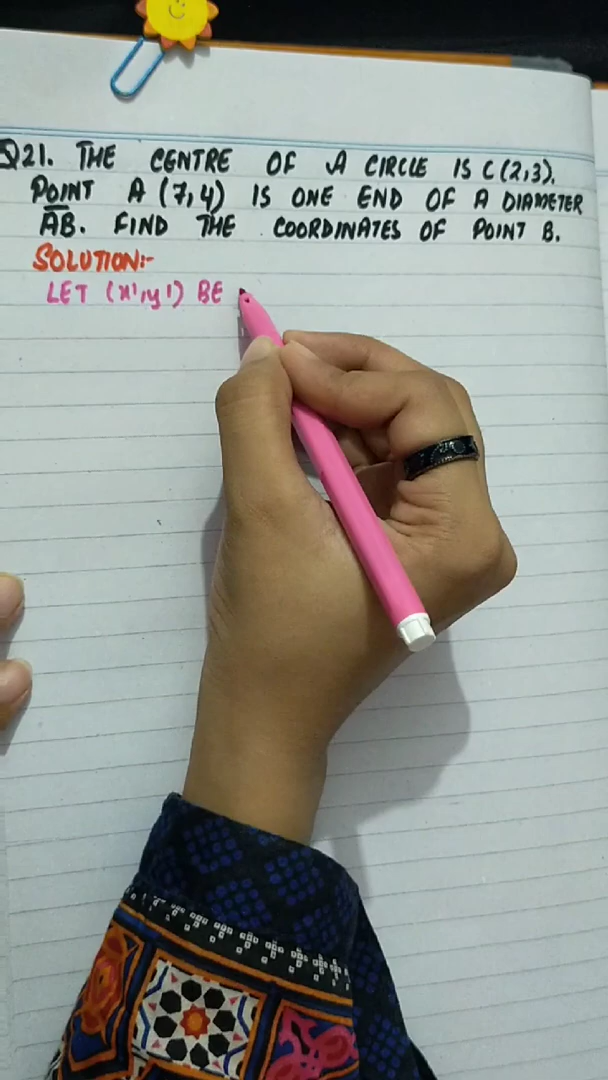 Q21. THE CENTRE OF A CIRCLE IS C(2,3).
POINT A (7,4) IS ONE END OF A DIAMETER
AB. FIND THE COORDINATES OF POINT B.
SOLUTION:-
LET (x',y') BE